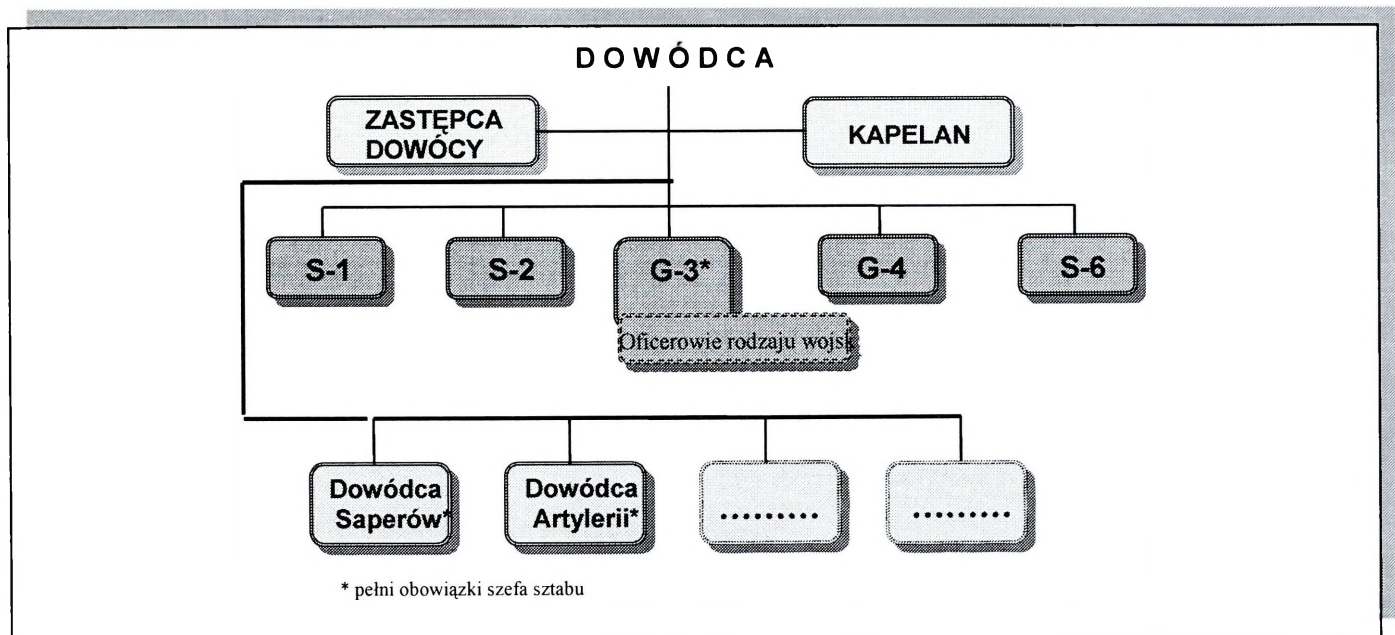 DOWÓDCA
ZASTĘPCA
DOWÓCY
KAPELAN
S-1
S-2
G-3*
G-4
S-6
Oficerowie rodzaju wojsk
Dowódca
Saperów*
Dowódca
Artylerii*
.........
.........
* pełni obowiązki szefa sztabu